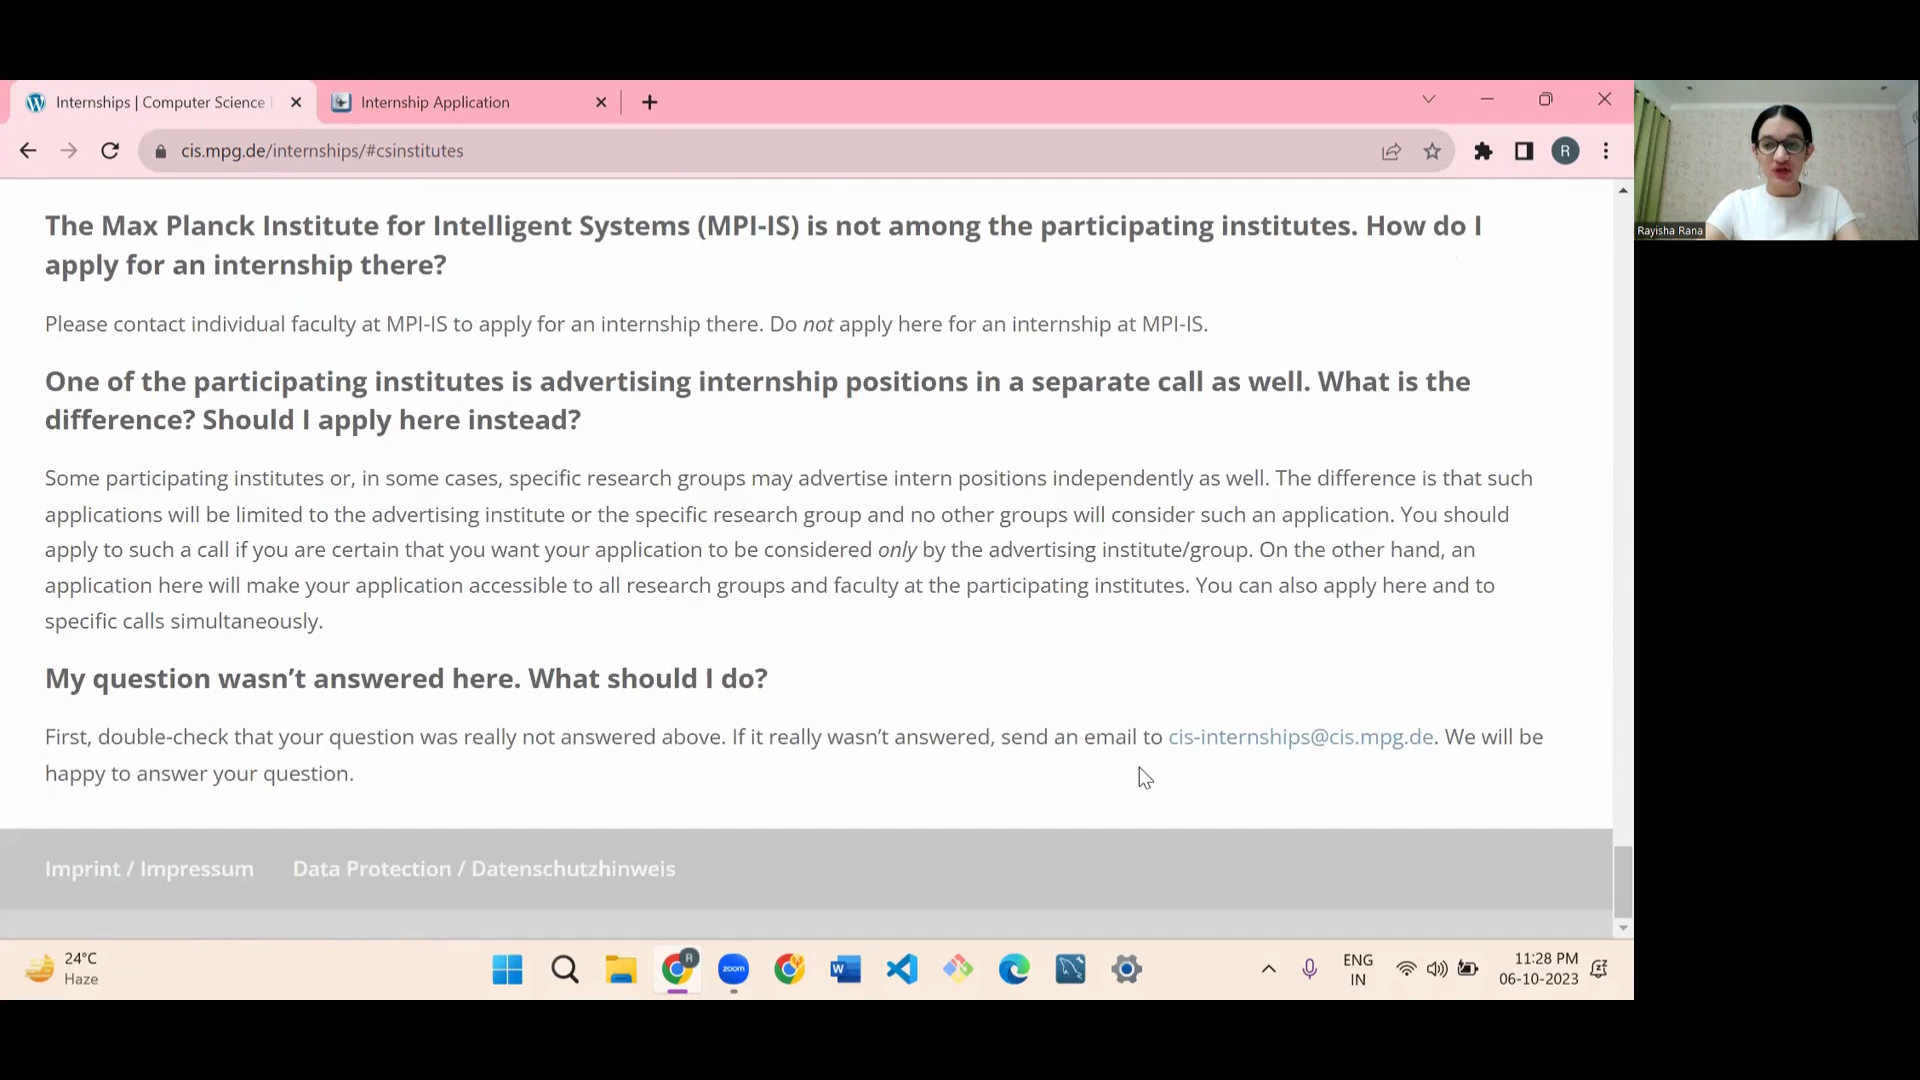 Internships | Computer Science
Internship Application
cis.mpg.de/internships/#csinstitutes
R
Rayisha Rana
The Max Planck Institute for Intelligent Systems (MPI-IS) is not among the participating institutes. How do I
apply for an internship there?
Please contact individual faculty at MPI-IS to apply for an internship there. Do not apply here for an internship at MPI-IS.
One of the participating institutes is advertising internship positions in a separate call as well. What is the
difference? Should I apply here instead?
Some participating institutes or, in some cases, specific research groups may advertise intern positions independently as well. The difference is that such
applications will be limited to the advertising institute or the specific research group and no other groups will consider such an application. You should
apply to such a call if you are certain that you want your application to be considered only by the advertising institute/group. On the other hand, an
application here will make your application accessible to all research groups and faculty at the participating institutes. You can also apply here and to
specific calls simultaneously.
My question wasn’t answered here. What should I do?
First, double-check that your question was really not answered above. If it really wasn’t answered, send an email to cis-internships@cis.mpg.de. We will be
happy to answer your question.
Imprint / Impressum Data Protection / Datenschutzhinweis
24°C
Haze
R
zoom
W
ENG
IN
11:28 PM
06-10-2023